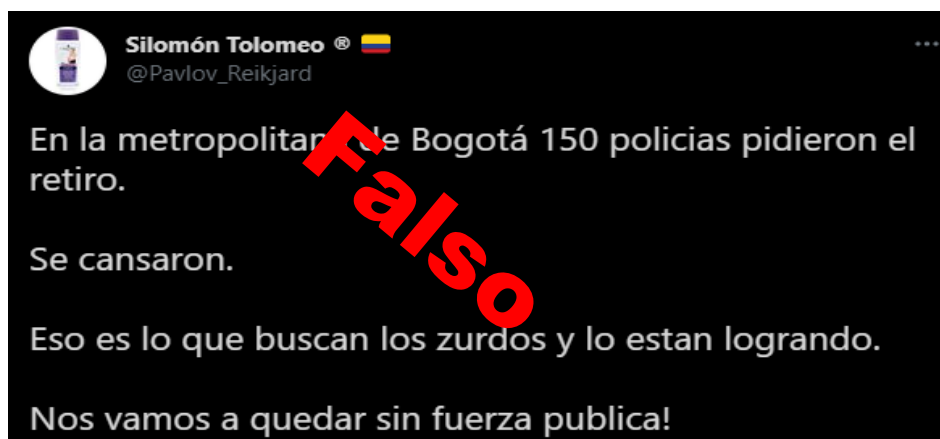 Silomón Tolomeo ®
@Pavlov_Reikjard
En la metropolitana de Bogotá 150 policias pidieron el
retiro.
Falso
Se cansaron.
Eso es lo que buscan los zurdos y lo estan logrando.
Nos vamos a quedar sin fuerza publica!